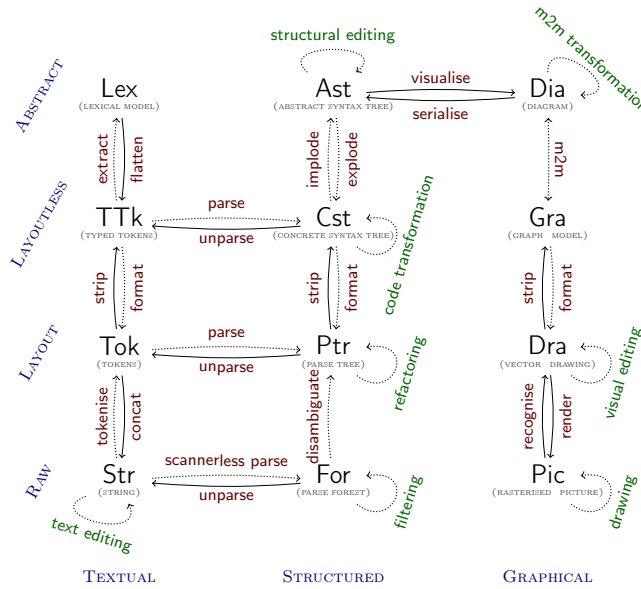 structural editing
m2m transformation
ABSTRACT
Lex
(LEXICAL MODEL)
Ast
(ABSTRACT SYNTAX TREE)
visualise
serialise
Dia
(DIAGRAM)
extract
flatten
implode
explode
m2m
LAYOUTLESS
TTk
(TYPED TOKENS)
parse
unparse
Cst
(CONCRETE SYNTAX TREE)
code transformation
Gra
(GRAPH MODEL)
strip
format
strip
format
strip
format
LAYOUT
Tok
(TOKENS)
parse
unparse
Ptr
(PARSE TREE)
refactoring
Dra
(VECTOR DRAWING)
visual editing
tokenise
concat
disambiguate
recognise
render
RAW
Str
(STRING)
scannerless parse
unparse
For
(PARSE FOREST)
filtering
Pic
(RASTERISED PICTURE)
drawing
text editing
TEXTUAL
STRUCTURED
GRAPHICAL